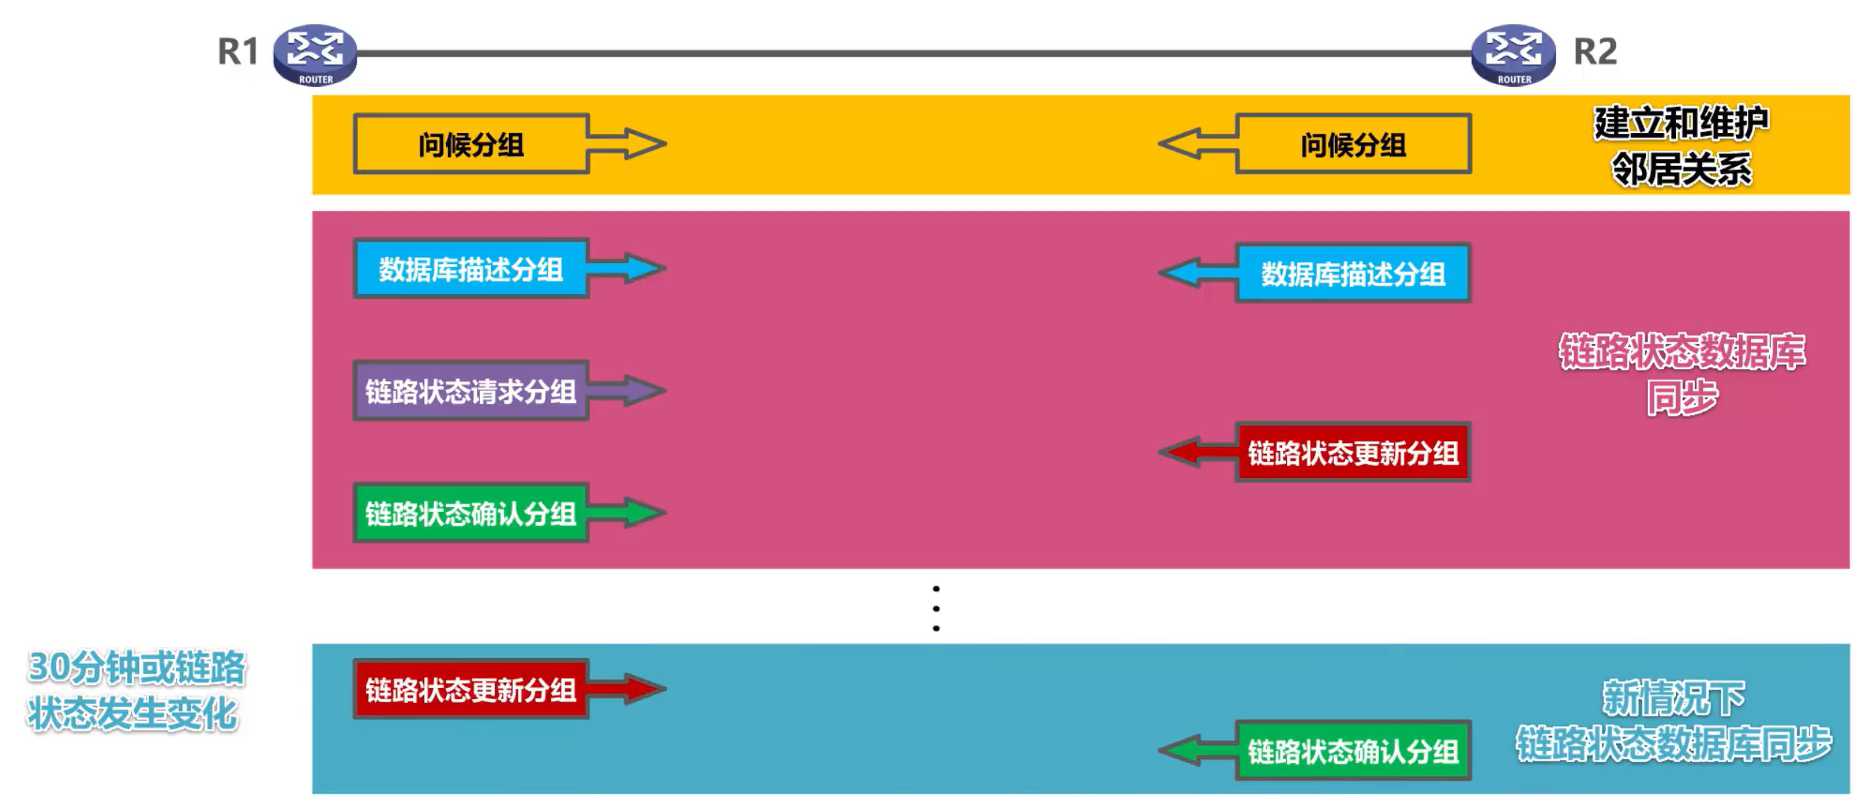 R1
ROUTER
ROUTER
R2
问候分组
问候分组
建立和维护
邻居关系
数据库描述分组
数据库描述分组
链路状态请求分组
链路状态数据库
同步
链路状态更新分组
链路状态确认分组
30分钟或链路
状态发生变化
链路状态更新分组
新情况下
链路状态数据库同步
链路状态确认分组